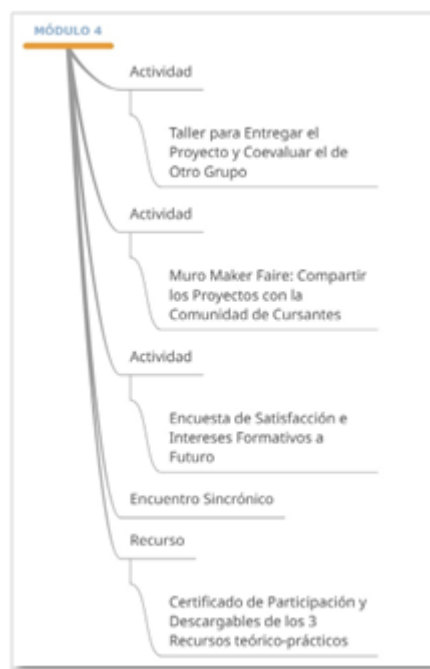 MÓDULO 4
Actividad
Taller para Entregar el
Proyecto y Coevaluar el de
Otro Grupo
Actividad
Muro Maker Faire: Compartir
los Proyectos con la
Comunidad de Cursantes
Actividad
Encuesta de Satisfacción e
Intereses Formativos a
Futuro
Encuentro Sincrónico
Recurso
Certificado de Participación y
Descargables de los 3
Recursos teórico-prácticos